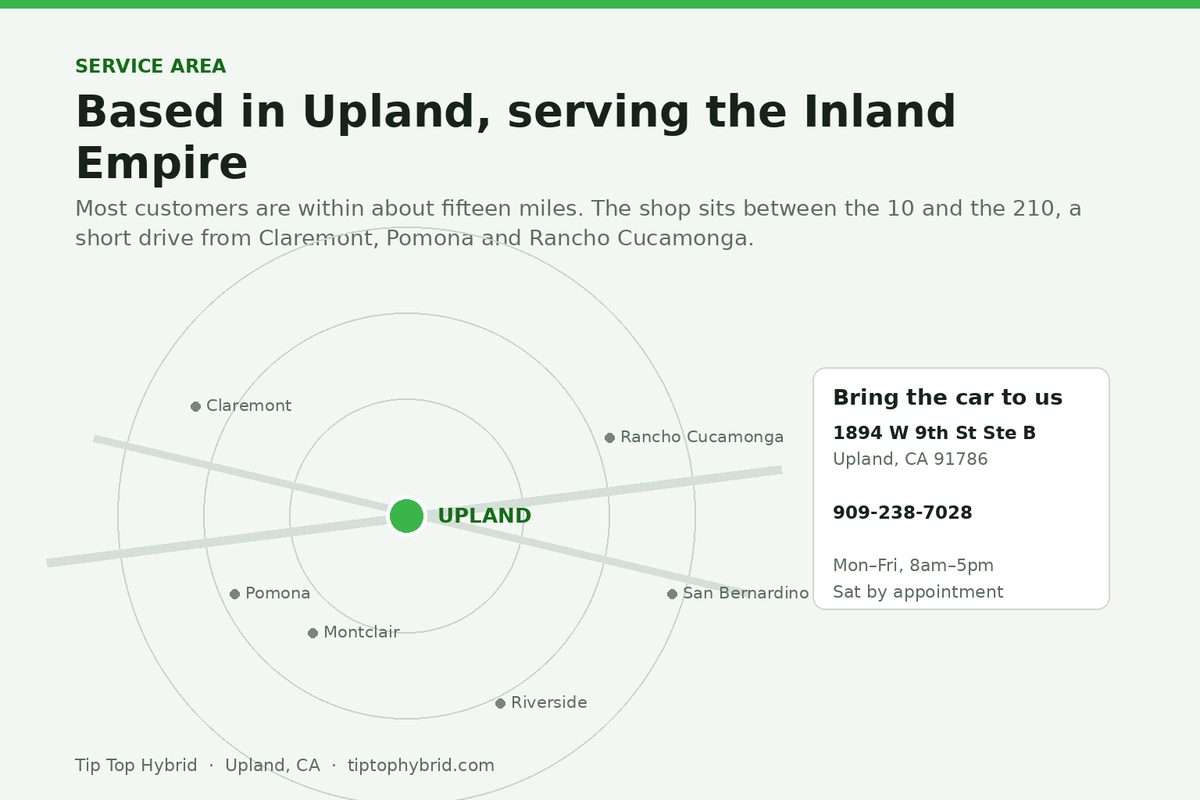 SERVICE AREA
Based in Upland, serving the Inland
Empire
Most customers are within about fifteen miles. The shop sits between the 10 and the 210, a
short drive from Claremont, Pomona and Rancho Cucamonga.
Claremont
Rancho Cucamonga
UPLAND
Pomona
San Bernardino
Montclair
Riverside
Bring the car to us
1894 W 9th St Ste B
Upland, CA 91786
909-238-7028
Mon–Fri, 8am–5pm
Sat by appointment
Tip Top Hybrid · Upland, CA · tiptophybrid.com